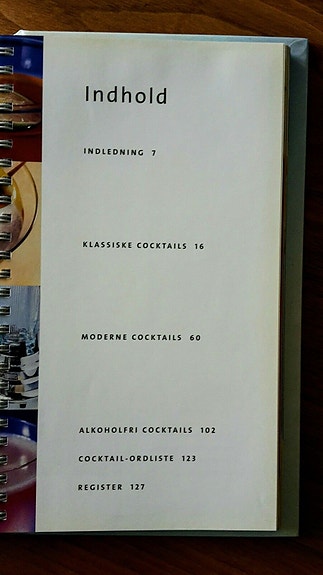 Indhold
INDLEDNING 7
KLASSISKE COCKTAILS 16
MODERNE COCKTAILS 60
ALKOHOLFRI COCKTAILS 102
COCKTAIL-ORDLISTE 123
REGISTER 127